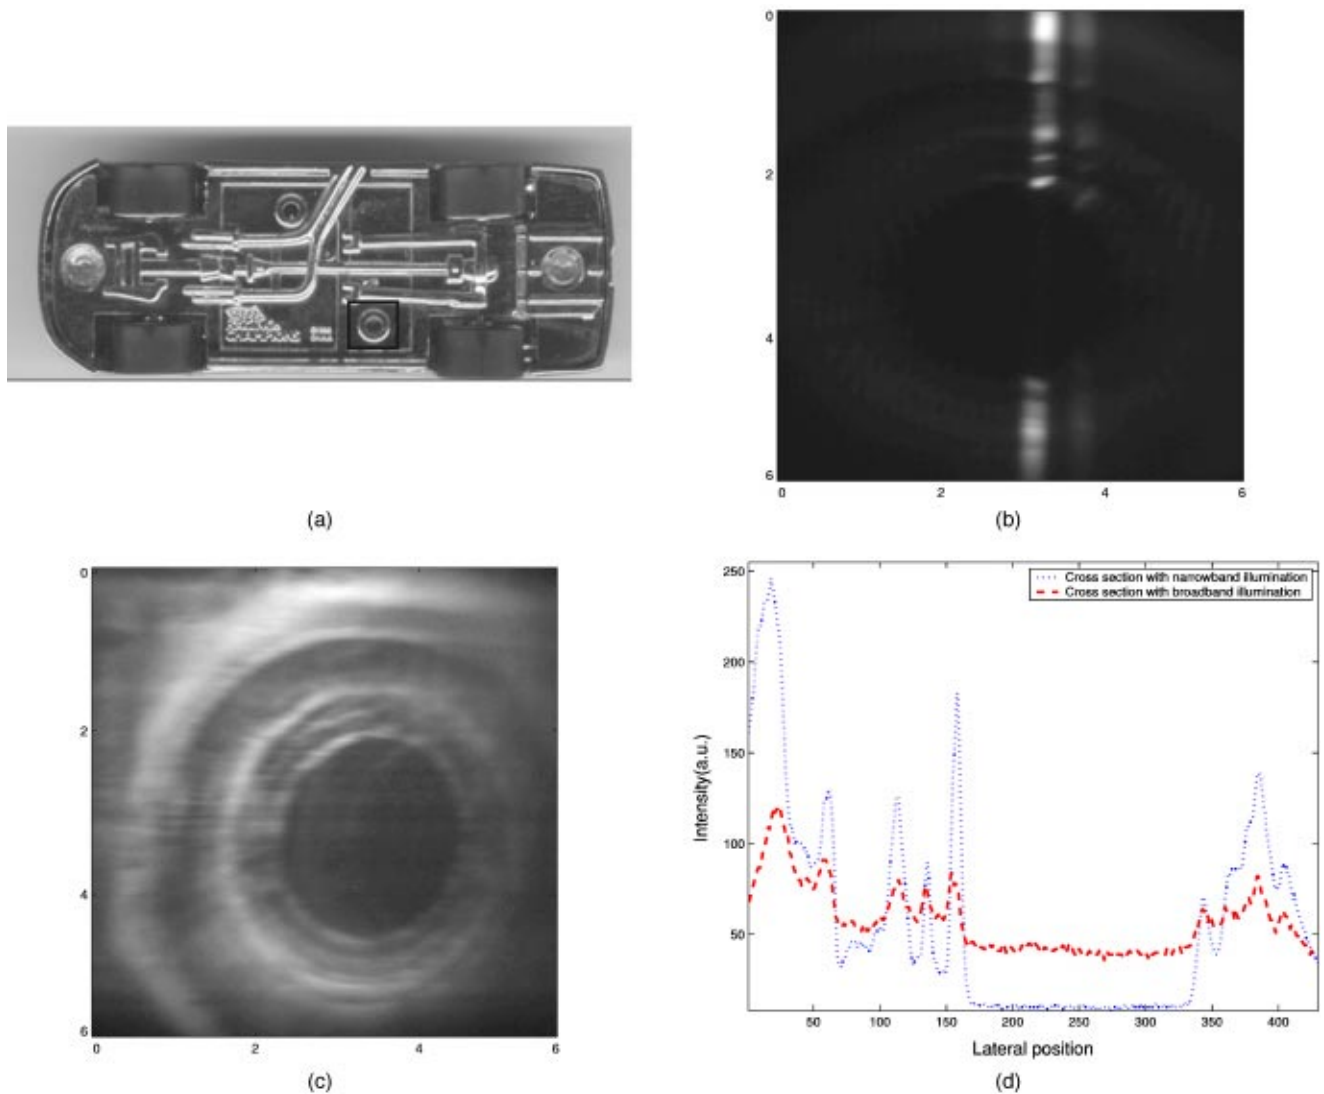 0
2
4
6
0 2 4 6
(a)
(b)
0
2
4
6
0 2 4 6
(c)
250
200
150
100
50
Intensity(a.u.)
Cross section with narrowband illumination
Cross section with broadband illumination
50 100 150 200 250 300 350 400
Lateral position
(d)